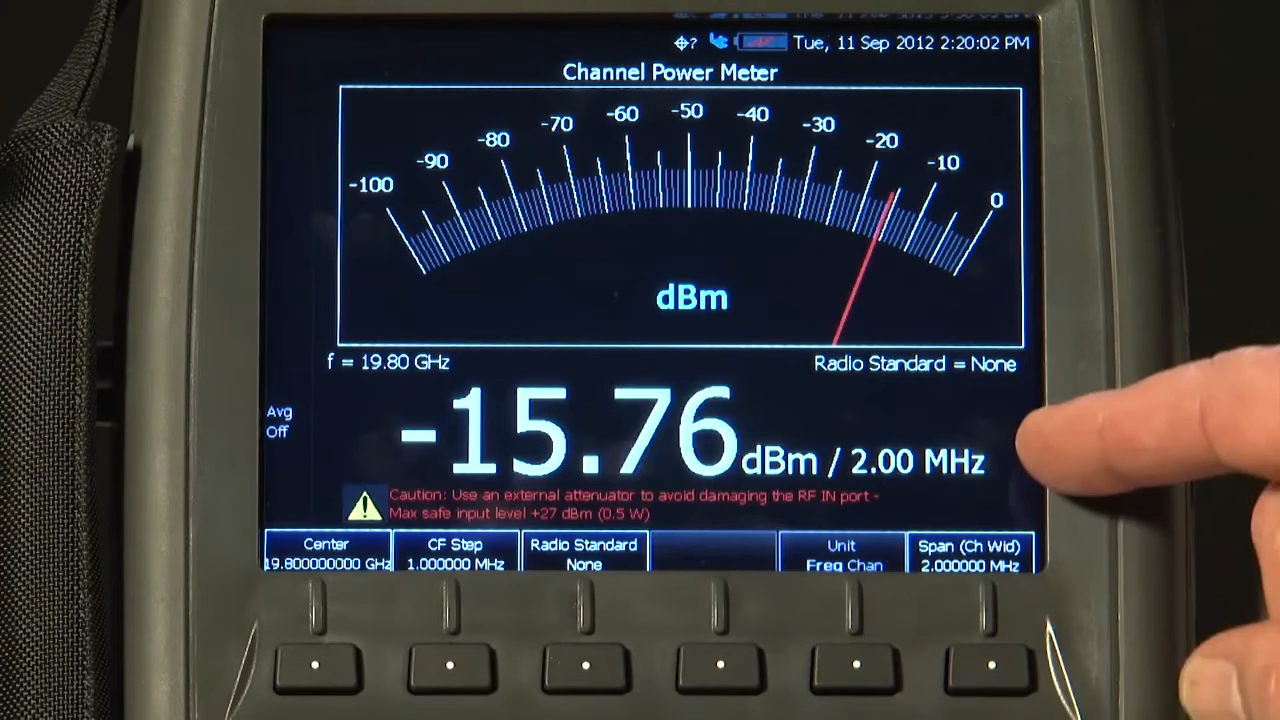 Tue, 11 Sep 2012 2:20:02 PM
Channel Power Meter
-100 -90 -80 -70 -60 -50 -40 -30 -20 -10 0
dBm
f = 19.80 GHz Radio Standard = None
Avg
Off
-15.76 dBm / 2.00 MHz
Caution: Use an external attenuator to avoid damaging the RF IN port -
Max safe input level +27 dBm (0.5 W)
Center CF Step Radio Standard Unit Span (Ch Wid)
19.800000000 GHz 1.000000 MHz None Freq Chan 2.000000 MHz